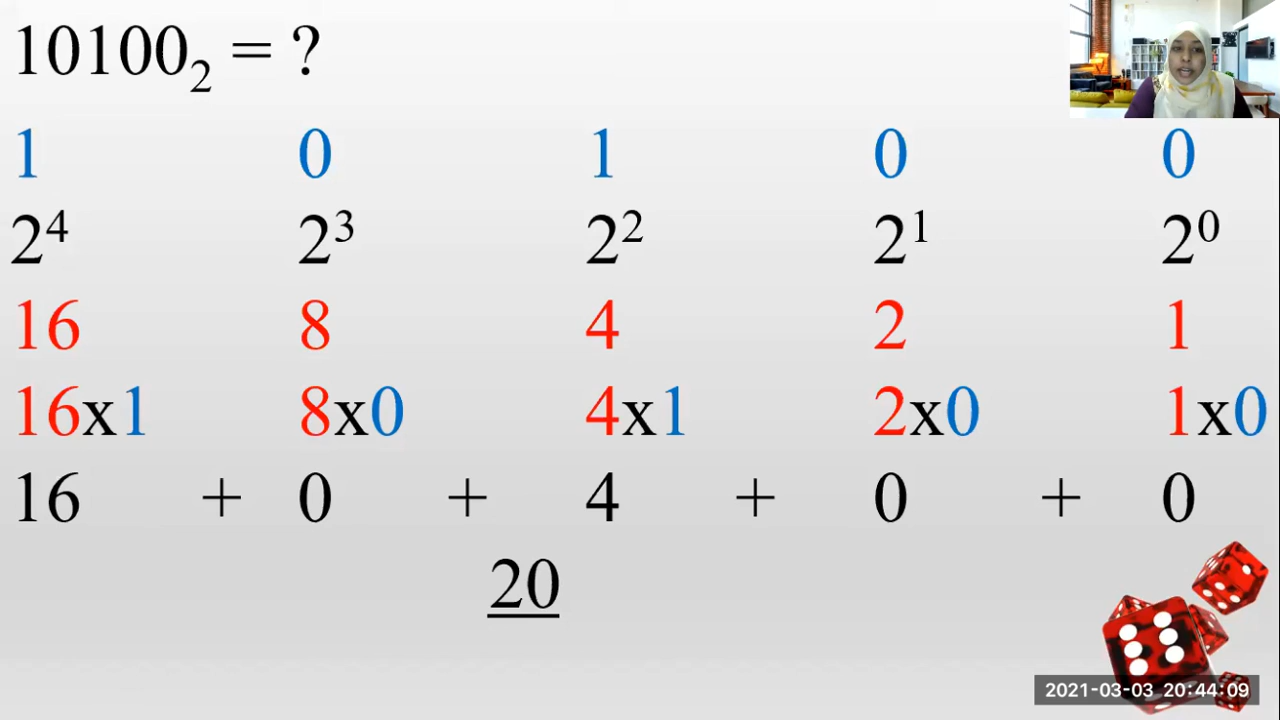 10100₂ = ?
1 0 1 0 0
2⁴ 2³ 2² 2¹ 2⁰
16 8 4 2 1
16x1 8x0 4x1 2x0 1x0
16 + 0 + 4 + 0 + 0
20
2021-03-03 20:44:09